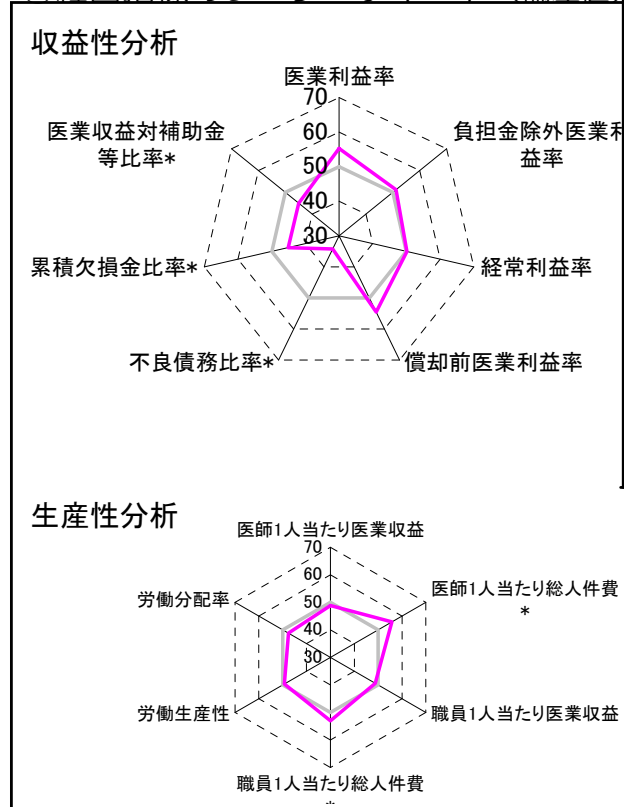 収益性分析
医業利益率
70
60
50
40
30
負担金除外医業利
益率
経常利益率
償却前医業利益率
不良債務比率*
累積欠損金比率*
医業収益対補助金
等比率*
生産性分析
医師1人当たり医業収益
70
60
50
40
30
医師1人当たり総人件費
*
職員1人当たり医業収益
職員1人当たり総人件費
*
労働生産性
労働分配率